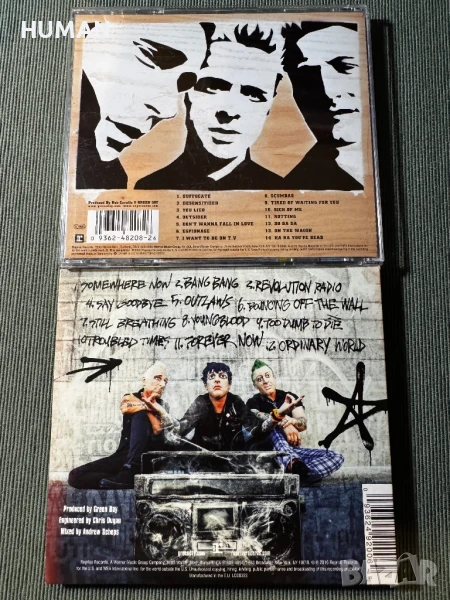 HUMAN
Produced By Rob Cavallo & GREEN DAY
1 SUFFOCATE
2 DESENSITIZED
3 YOU LIED
4 OUTSIDER
5 DON'T WANNA FALL IN LOVE
6 ESPIONAGE
7 I WANT TO BE ON T.V
8 SCUMBAG
9 TIRED OF WAITING FOR YOU
10 SICK OF ME
11 ROTTING
12 DO DA DA
13 ON THE WAGON
14 HA HA YOU'RE DEAD
0 9362-48208-2
SOMEWHERE NOW 2. BANG BANG 3. REVOLUTION RADIO
4. SAY GOODBYE 5. OUTLAWS 6. BOUNCING OFF THE WALL
7. STILL BREATHING 8. YOUNGBLOOD 9. TOO DUMB TO DIE
10. TROUBLED TIMES 11. FOREVER NOW 12. ORDINARY WORLD
Produced by Green Day
Engineered by Chris Dugan
Mixed by Andrew Scheps
BAZAR